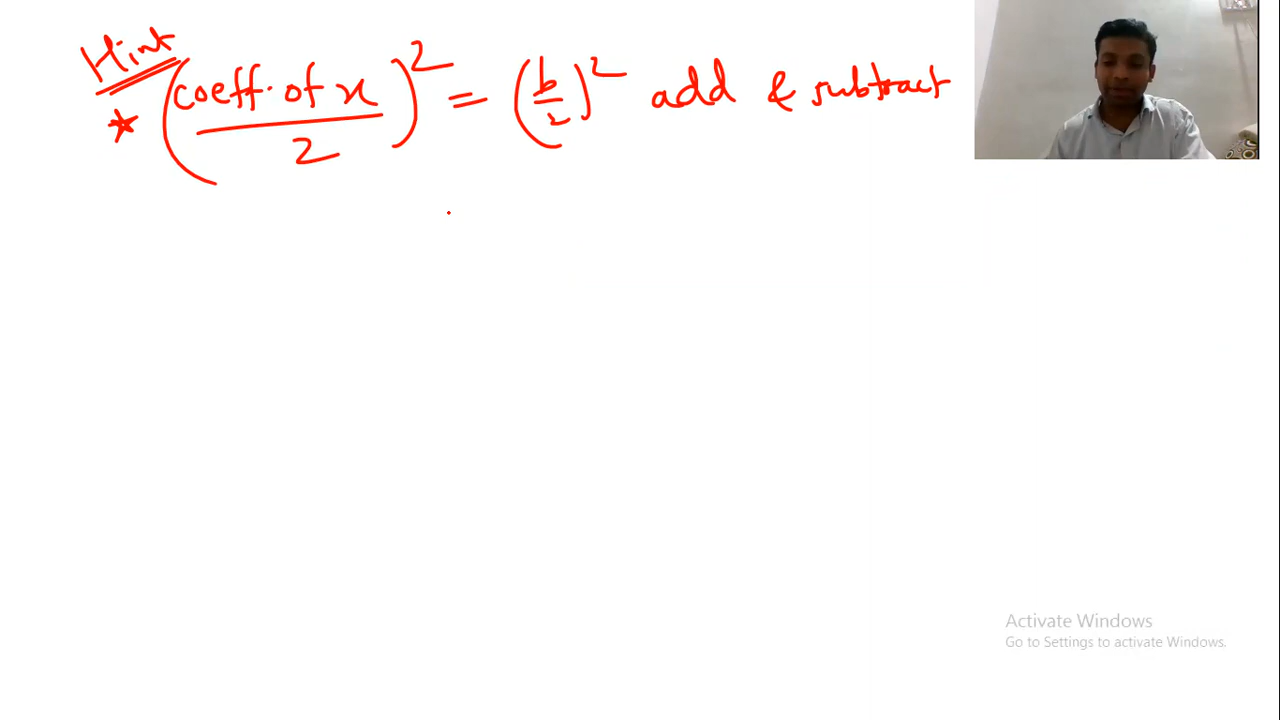 Hint
* (coeff. of x / 2)^2 = (b/2)^2 add & subtract
Activate Windows
Go to Settings to activate Windows.